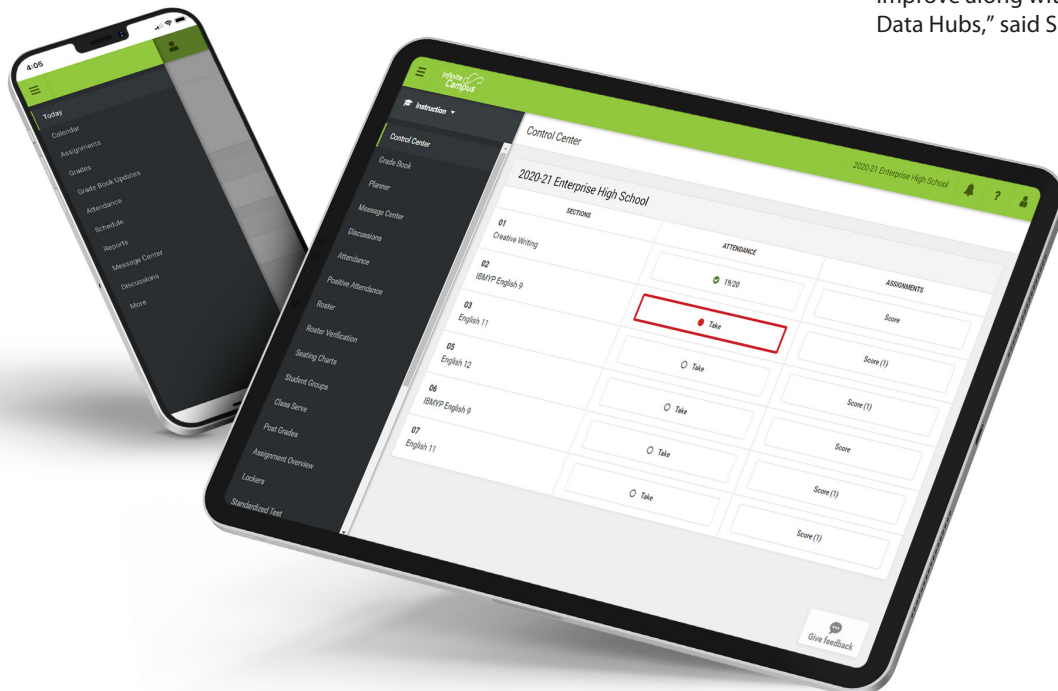 improve along wit
Data Hubs,” said S
4:05
Today
Calendar
Assignments
Grades
Grade Book Updates
Attendance
Schedule
Reports
Message Center
Discussions
More
Infinite
Campus
Instruction
Control Center
Grade Book
Planner
Message Center
Discussions
Attendance
Positive Attendance
Roster
Roster Verification
Seating Charts
Student Groups
Class Serve
Post Grades
Assignment Overview
Lockers
Standardized Test
Control Center
2020-21 Enterprise High School
?
2020-21 Enterprise High School
SECTIONS
ATTENDANCE
ASSIGNMENTS
01
Creative Writing
19/20
Score
02
IBMYP English 9
Take
Score (1)
03
English 11
Take
Score (1)
05
English 12
Take
Score
06
IBMYP English 9
Take
Score (1)
07
English 11
Take
Score (1)
Give feedback